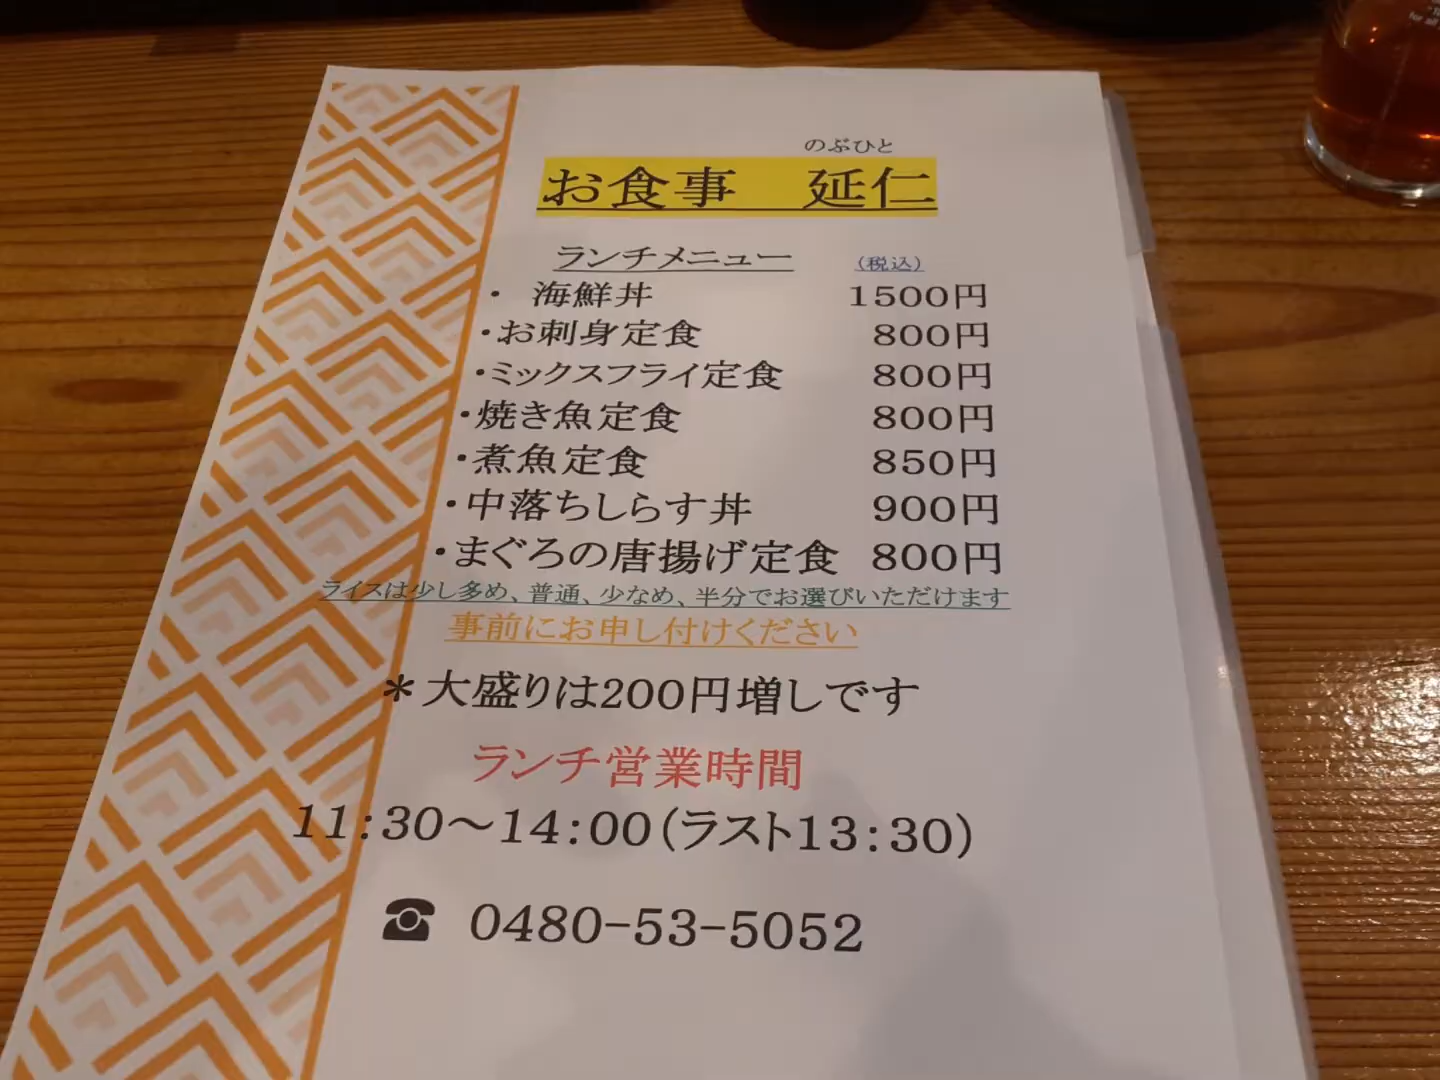 のぶひと
お食事　延仁
ランチメニュー　(税込)
・ 海鮮丼　1500円
・お刺身定食　800円
・ミックスフライ定食　800円
・焼き魚定食　800円
・煮魚定食　850円
・中落ちしらす丼　900円
・まぐろの唐揚げ定食　800円
ライスは少し多め、普通、少なめ、半分でお選びいただけます
事前にお申し付けください
＊大盛りは200円増しです
ランチ営業時間
11:30～14:00(ラスト13:30)
☎ 0480-53-5052